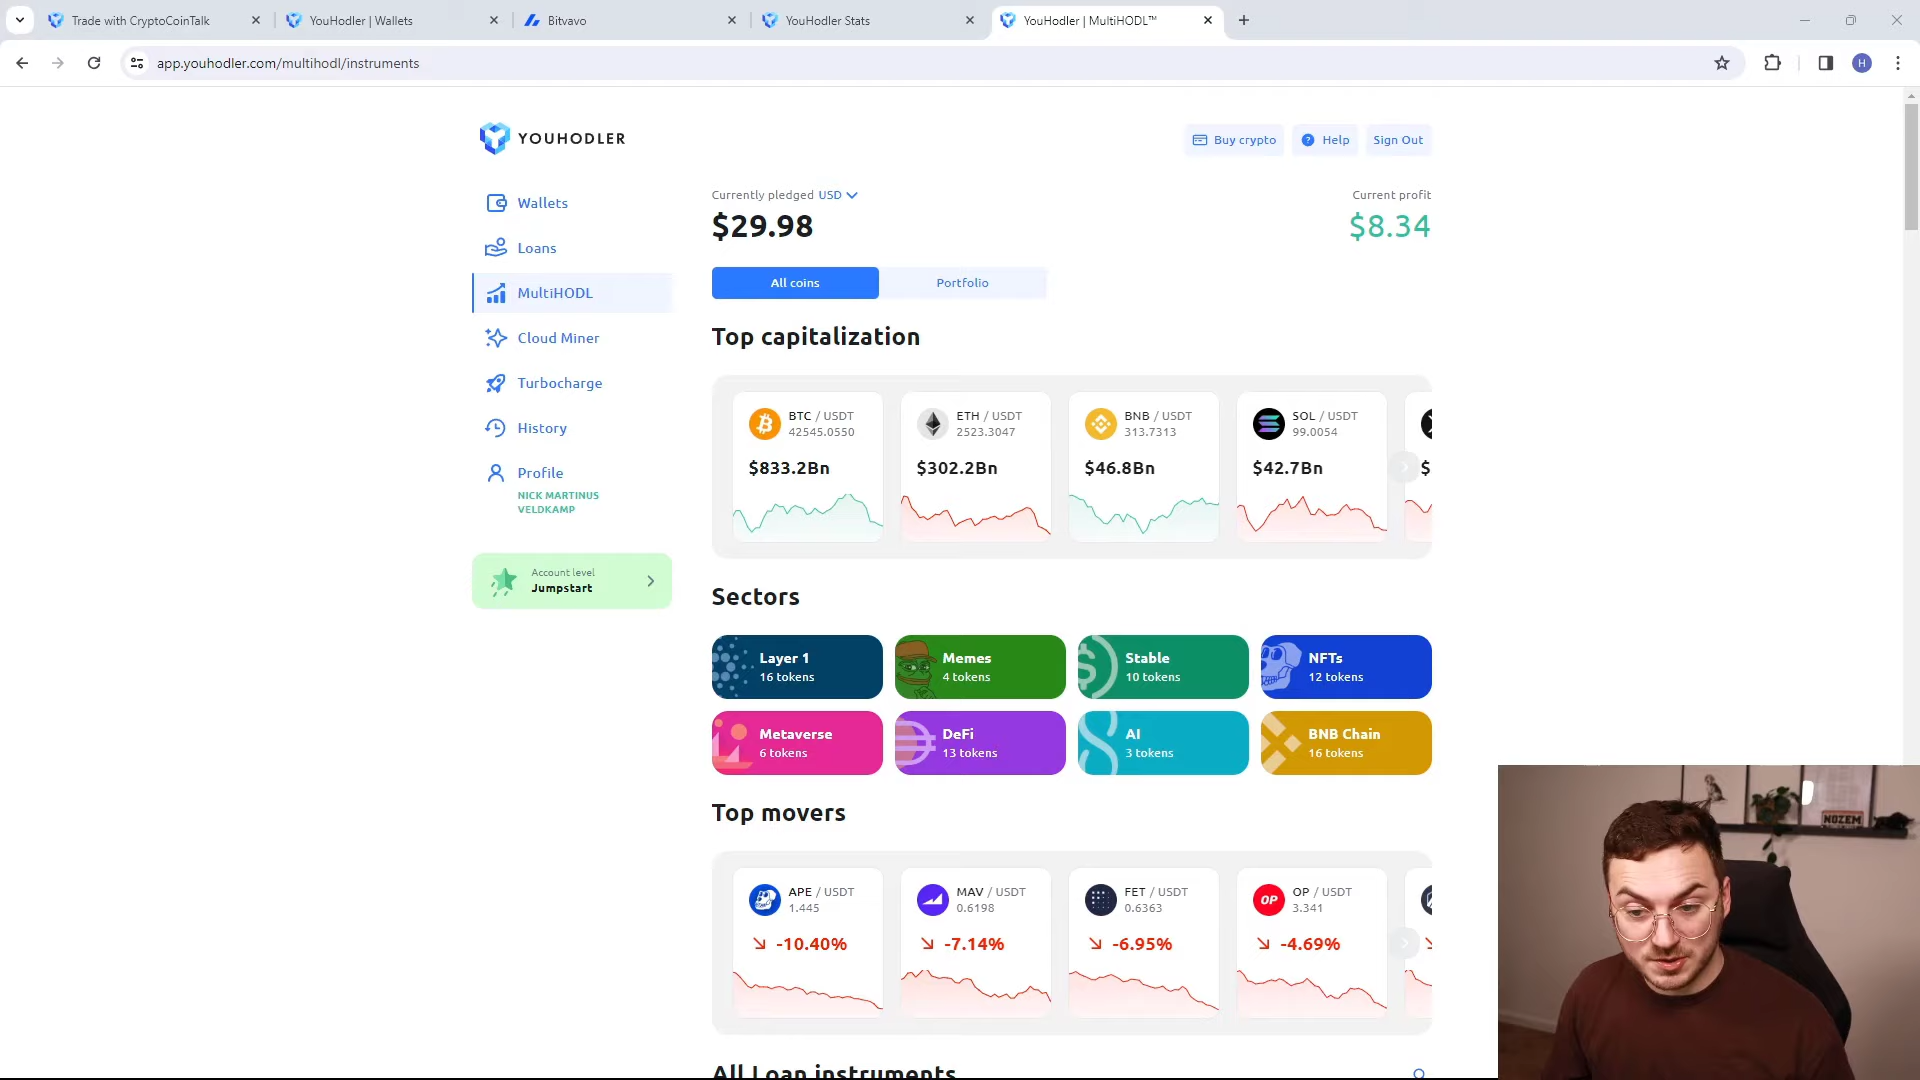 Trade with CryptoCoinTalk
YouHodler | Wallets
Bitvavo
YouHodler Stats
YouHodler | MultiHODL™
app.youhodler.com/multihodl/instruments
H
YOUHODLER
Buy crypto
Help
Sign Out
Wallets
Loans
MultiHODL
Cloud Miner
Turbocharge
History
Profile
NICK MARTINUS
VELDKAMP
Account level
Jumpstart
Currently pledged USD
$29.98
Current profit
$8.34
All coins
Portfolio
Top capitalization
BTC / USDT
42545.0550
$833.2Bn
ETH / USDT
2523.3047
$302.2Bn
BNB / USDT
313.7313
$46.8Bn
SOL / USDT
99.0054
$42.7Bn
$
Sectors
Layer 1
16 tokens
Memes
4 tokens
Stable
10 tokens
NFTs
12 tokens
Metaverse
6 tokens
DeFi
13 tokens
AI
3 tokens
BNB Chain
16 tokens
Top movers
APE / USDT
1.445
-10.40%
MAV / USDT
0.6198
-7.14%
FET / USDT
0.6363
-6.95%
OP
OP / USDT
3.341
-4.69%
All Loan instruments
NOZEM